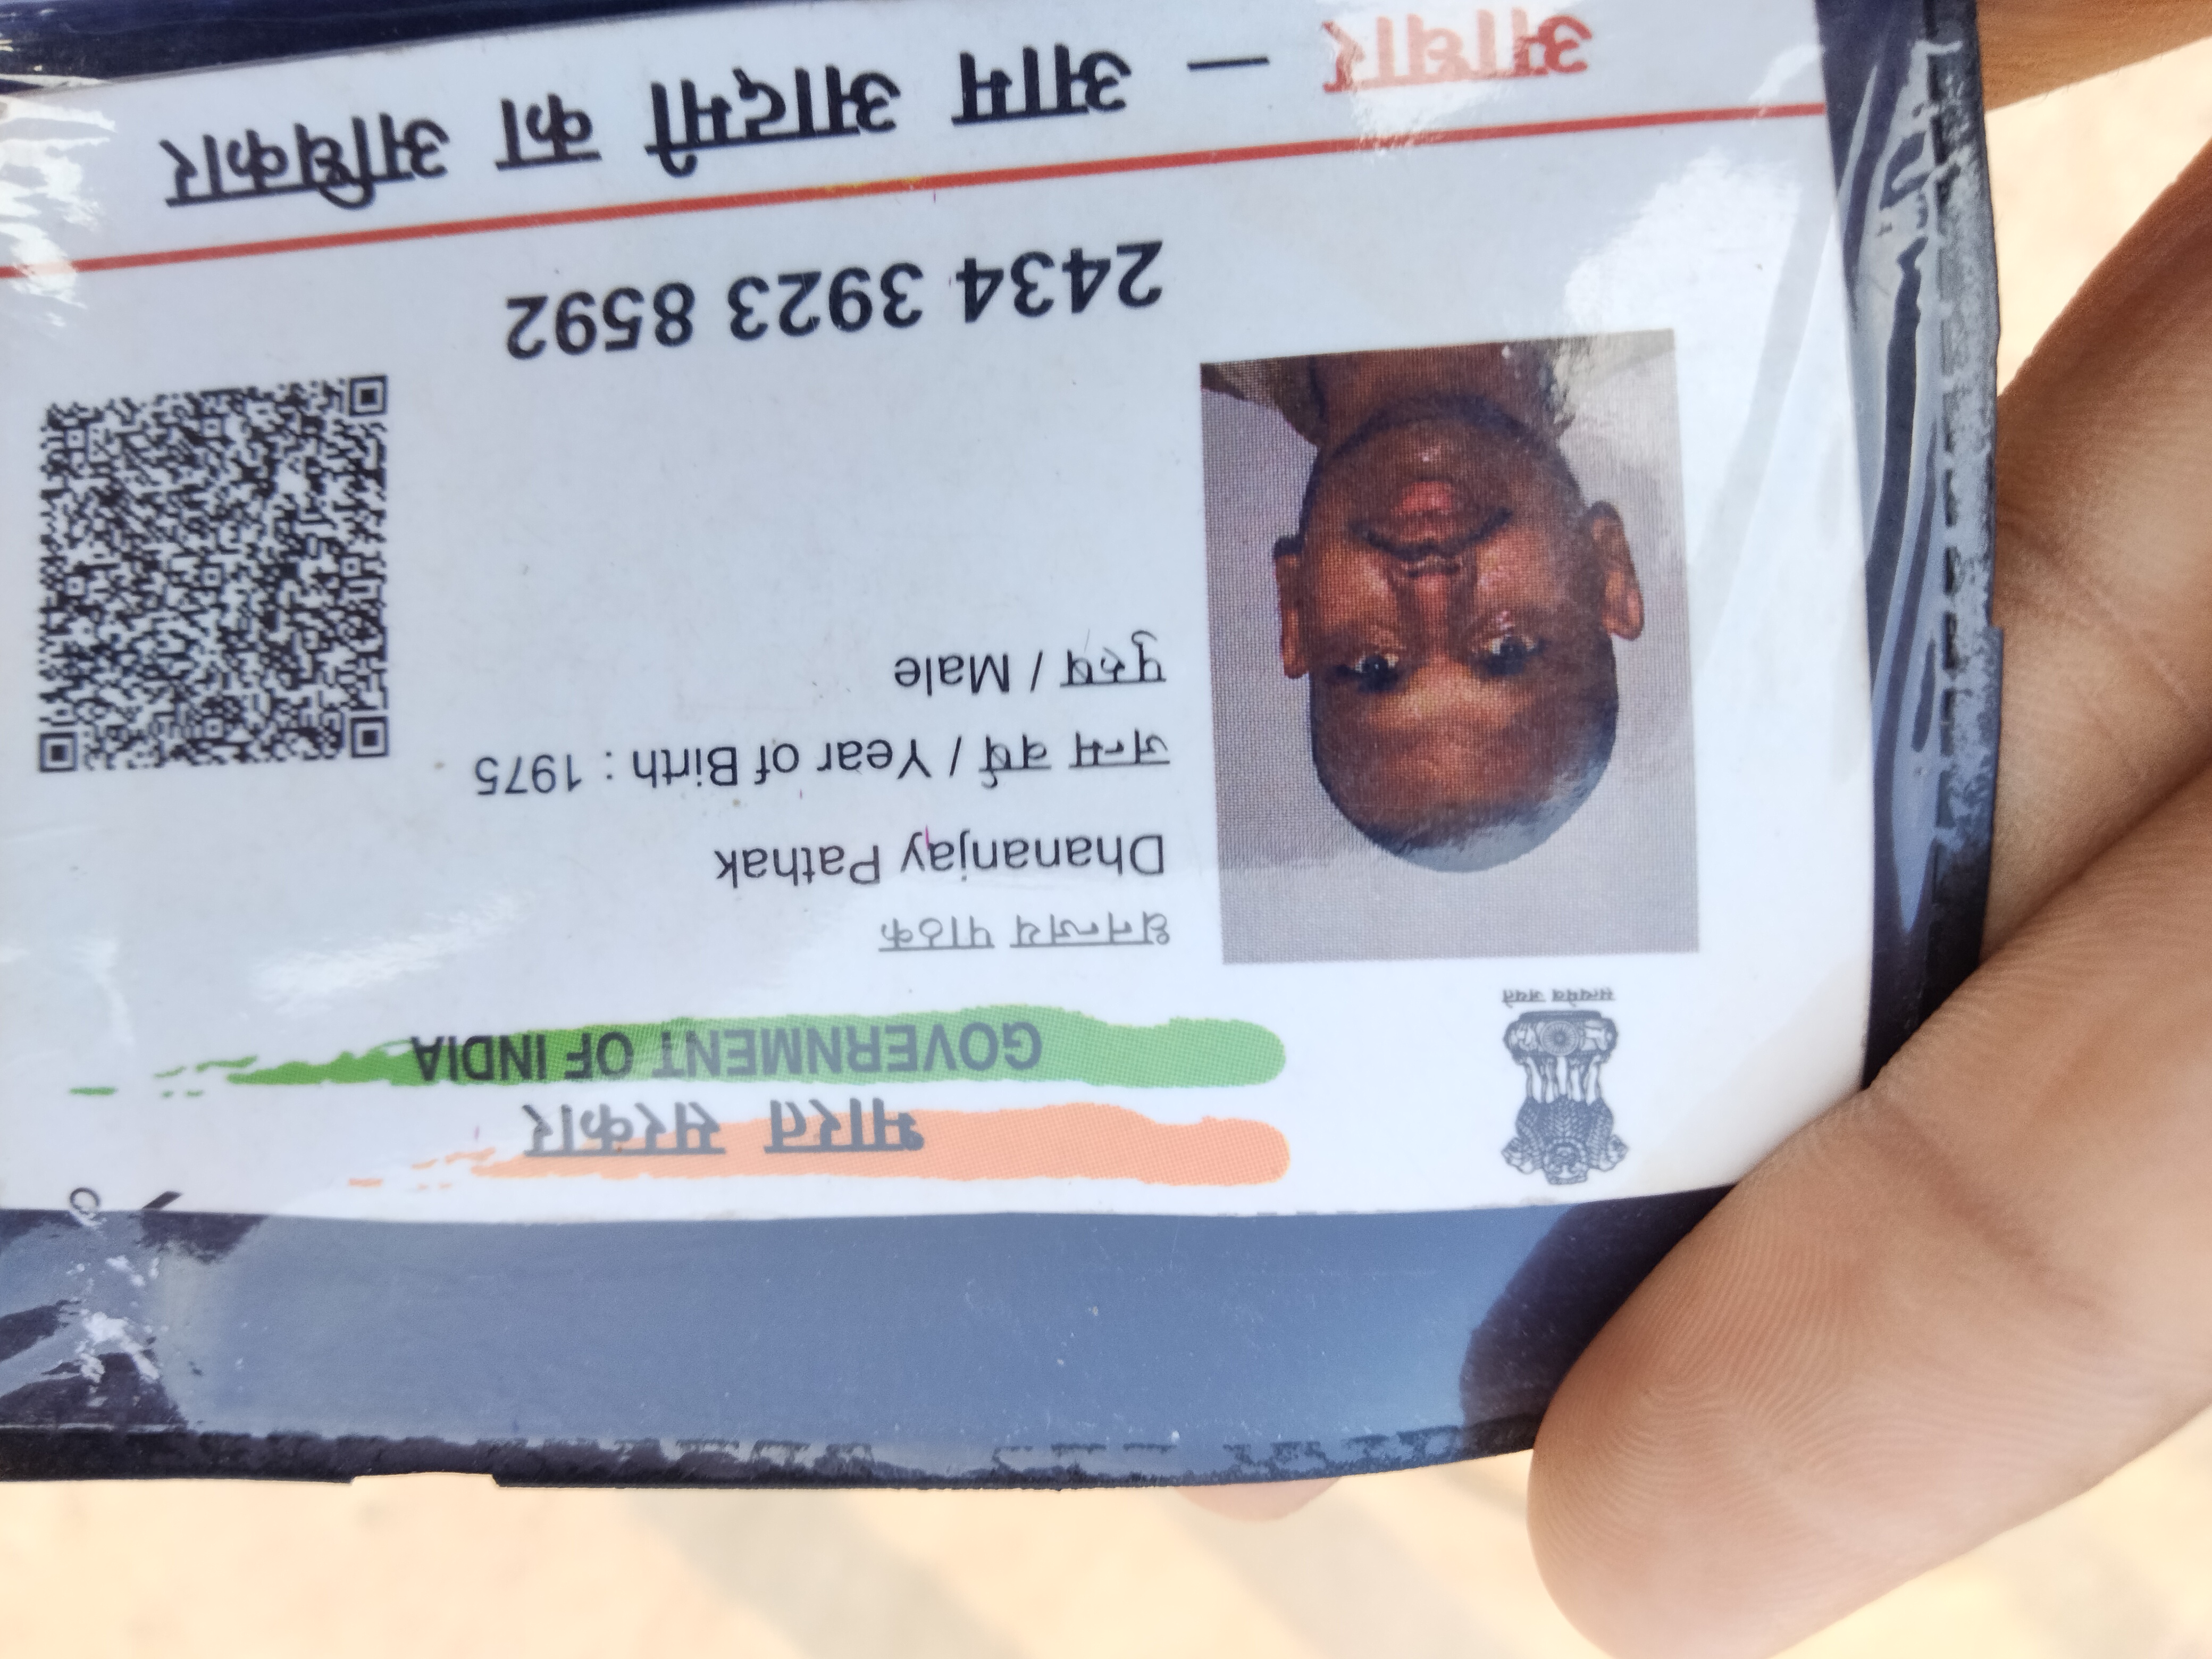 भारत सरकार
GOVERNMENT OF INDIA
सत्यमेव जयते
धनन्जय पाठक
Dhananjay Pathak
जन्म वर्ष / Year of Birth : 1975
पुरुष / Male
2434 3923 8592
आधार – आम आदमी का अधिकार